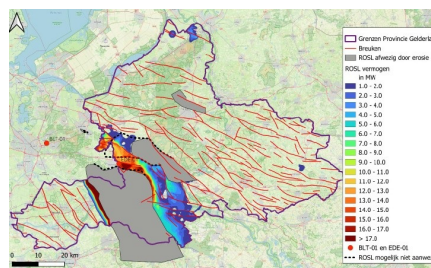 Grenzen Provincie Gelderla
Breuken
ROSL afwezig door erosie
ROSL vermogen
in MW
1.0 - 2.0
2.0 - 3.0
3.0 - 4.0
4.0 - 5.0
5.0 - 6.0
6.0 - 7.0
7.0 - 8.0
8.0 - 9.0
9.0 - 10.0
10.0 - 11.0
11.0 - 12.0
12.0 - 13.0
13.0 - 14.0
14.0 - 15.0
15.0 - 16.0
16.0 - 17.0
> 17.0
BLT-01 en EDE-01
ROSL mogelijk niet aanwe
BLT-01
0 10 20 km